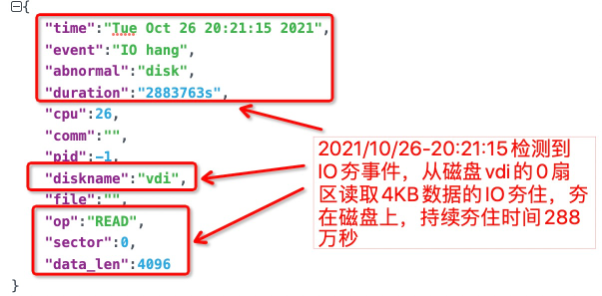 {
"time":"Tue Oct 26 20:21:15 2021",
"event":"IO hang",
"abnormal":"disk",
"duration":"2883763s",
"cpu":26,
"comm":"",
"pid":-1,
"diskname":"vdi",
"file":"",
"op":"READ",
"sector":0,
"data_len":4096
}
2021/10/26-20:21:15检测到
IO夯事件，从磁盘vdi的0扇
区读取4KB数据的IO夯住，夯
在磁盘上，持续夯住时间288
万秒